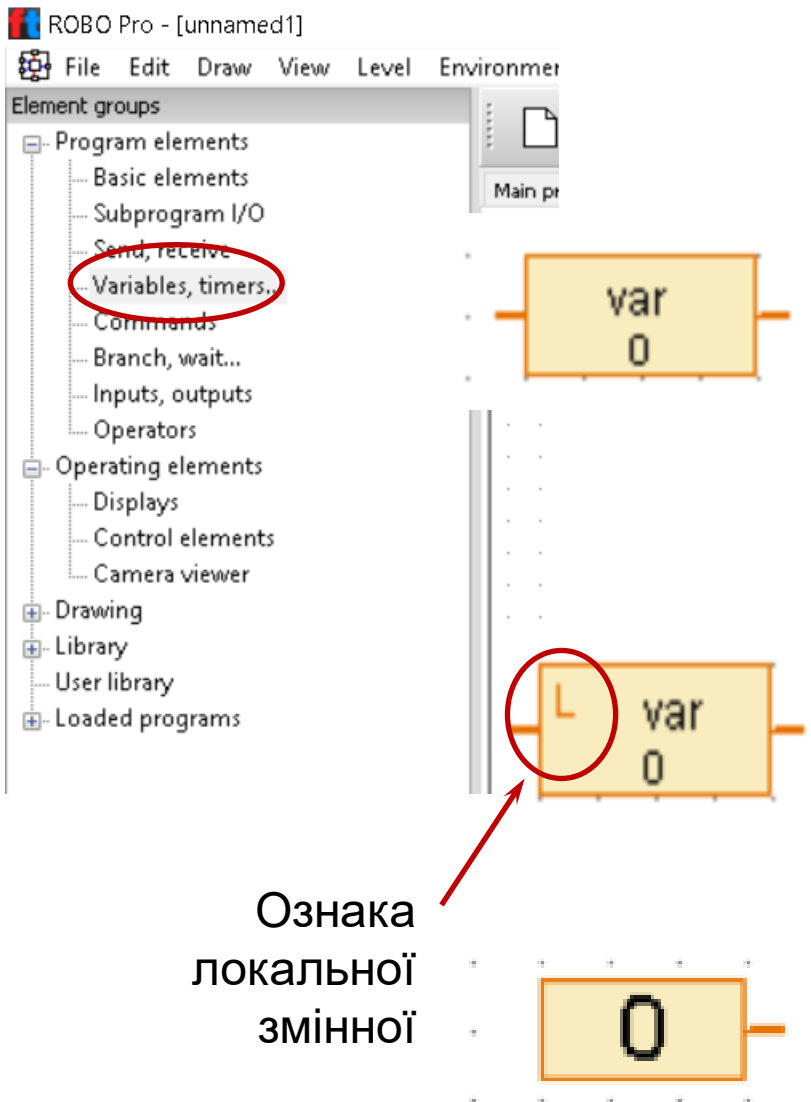 ft ROBO Pro - [unnamed1]
File Edit Draw View Level Environmer
Element groups
Program elements
Basic elements
Subprogram I/O
Send, receive
Variables, timers...
Commands
Branch, wait...
Inputs, outputs
Operators
Operating elements
Displays
Control elements
Camera viewer
Drawing
Library
User library
Loaded programs
Main pr
var
0
L var
0
Ознака
локальної
змінної
0